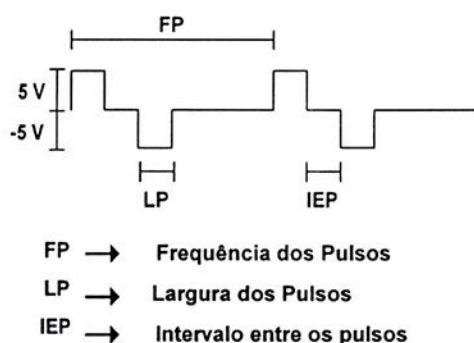 FP
5 V
-5 V
LP
IEP
FP → Frequência dos Pulsos
LP → Largura dos Pulsos
IEP → Intervalo entre os pulsos